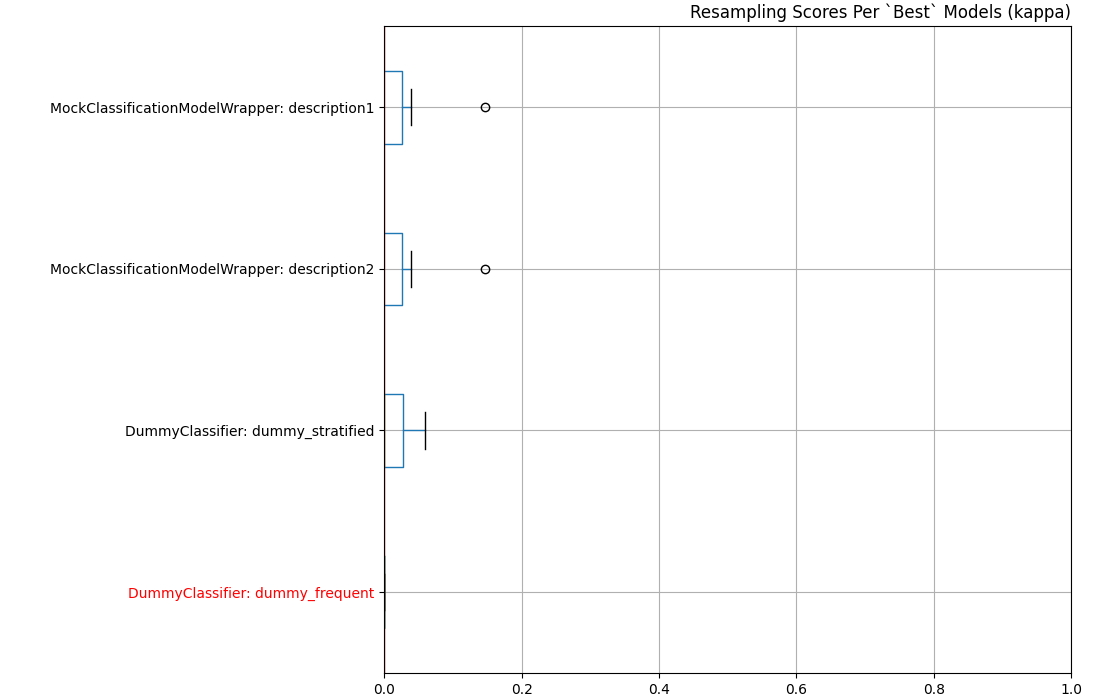 Resampling Scores Per `Best` Models (kappa)
MockClassificationModelWrapper: description1
MockClassificationModelWrapper: description2
DummyClassifier: dummy_stratified
DummyClassifier: dummy_frequent
0.0 0.2 0.4 0.6 0.8 1.0